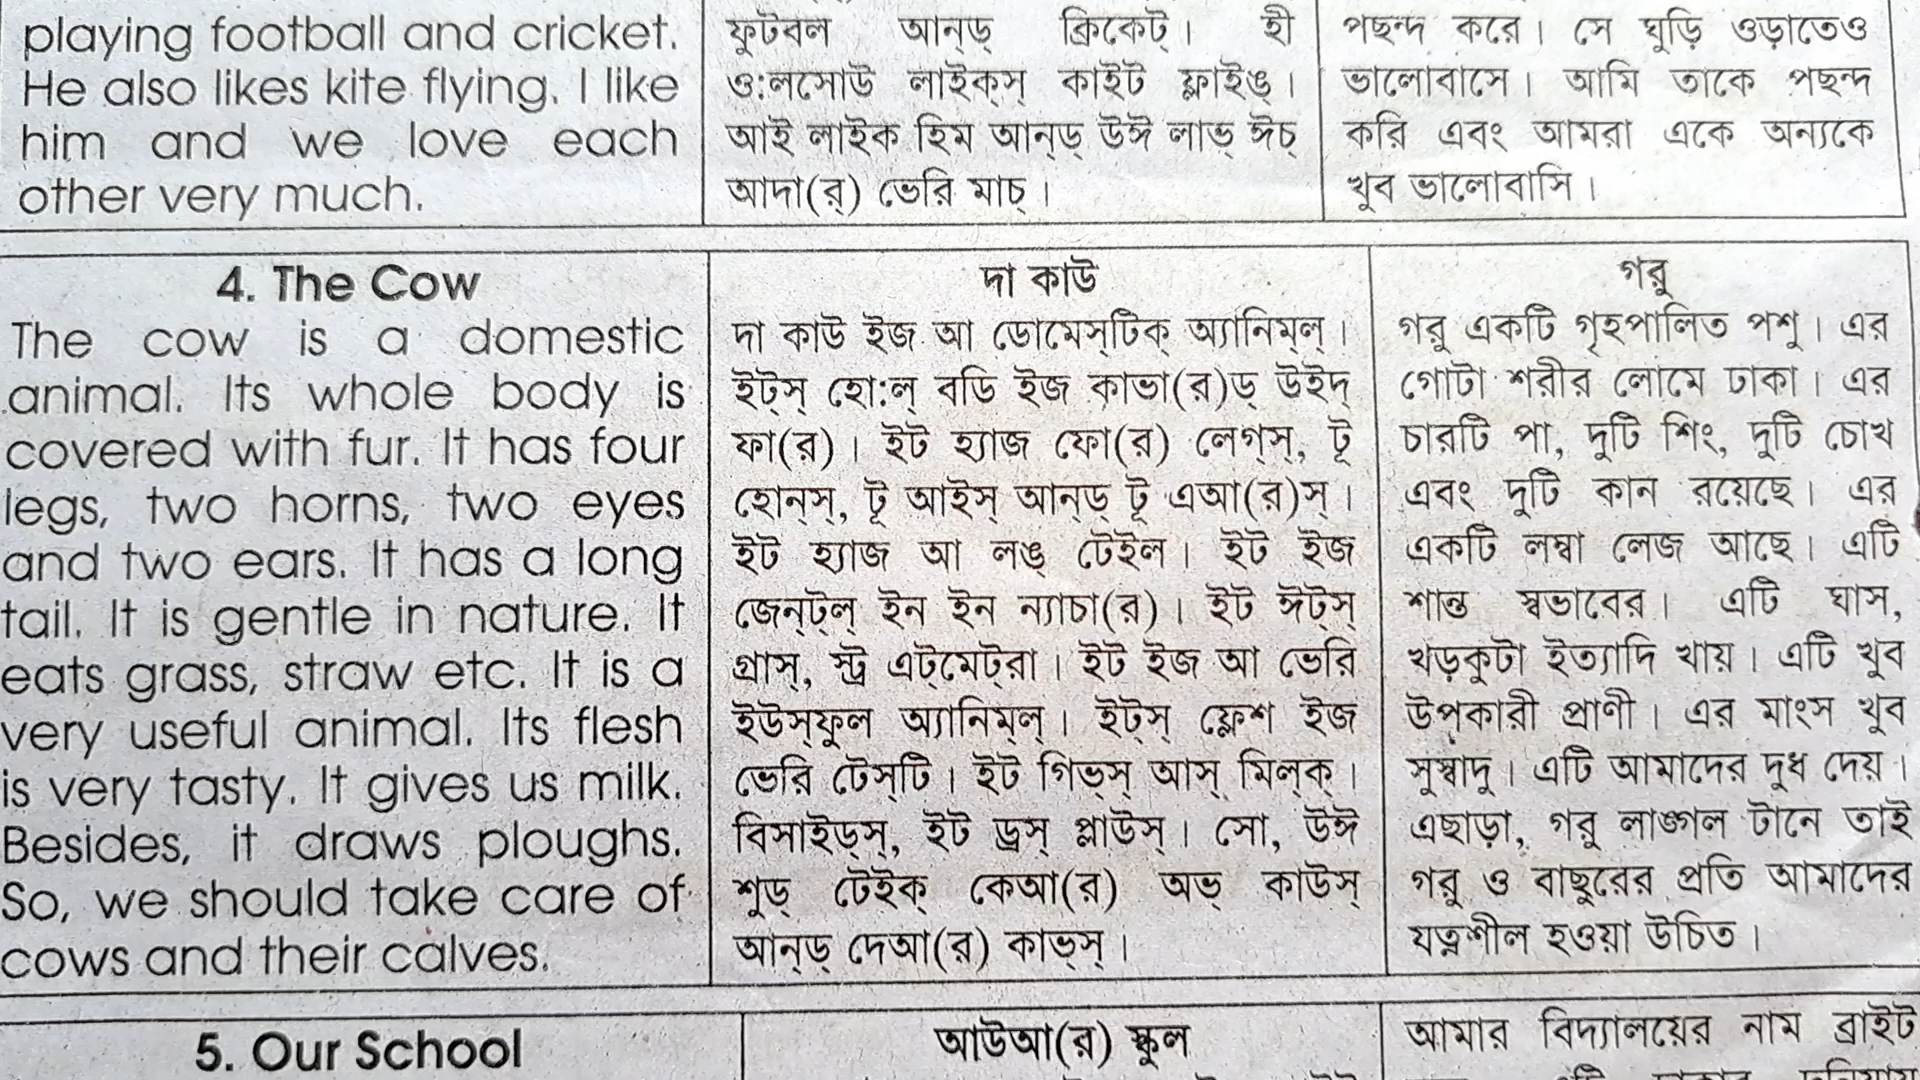 playing football and cricket.
He also likes kite flying. I like
him and we love each
other very much.
ফুটবল আন্ড্ ক্রিকেট্। হী
ও:লসোউ লাইক্স্ কাইট ফ্লাইঙ্।
আই লাইক হিম আন্ড্ উঈ লাভ্ ঈচ্
আদা(র্) ভেরি মাচ্।
পছন্দ করে। সে ঘুড়ি ওড়াতেও
ভালোবাসে। আমি তাকে পছন্দ
করি এবং আমরা একে অন্যকে
খুব ভালোবাসি।
4. The Cow
The cow is a domestic
animal. Its whole body is
covered with fur. It has four
legs, two horns, two eyes
and two ears. It has a long
tail. It is gentle in nature. It
eats grass, straw etc. It is a
very useful animal. Its flesh
is very tasty. It gives us milk.
Besides, it draws ploughs.
So, we should take care of
cows and their calves.
দা কাউ
দা কাউ ইজ আ ডোমেস্টিক্ অ্যানিম্ল্।
ইট্স্ হো:ল্ বডি ইজ কাভা(র)ড্ উইদ্
ফা(র)। ইট হ্যাজ ফো(র) লেগ্স্, টূ
হোন্স্, টূ আইস্ আন্ড্ টূ এআ(র)স্।
ইট হ্যাজ আ লঙ্ টেইল। ইট ইজ
জেন্ট্ল্ ইন ইন ন্যাচা(র)। ইট ঈট্স্
গ্রাস্, স্ট্র এট্মেট্রা। ইট ইজ আ ভেরি
ইউস্ফুল অ্যানিম্ল্। ইট্স্ ফ্লেশ ইজ
ভেরি টেস্টি। ইট গিভ্স্ আস্ মিল্ক্।
বিসাইড্স্, ইট ড্রস্ প্লাউস্। সো, উঈ
শুড্ টেইক্ কেআ(র) অভ্ কাউস্
আন্ড্ দেআ(র) কাভ্স্।
গরু
গরু একটি গৃহপালিত পশু। এর
গোটা শরীর লোমে ঢাকা। এর
চারটি পা, দুটি শিং, দুটি চোখ
এবং দুটি কান রয়েছে। এর
একটি লম্বা লেজ আছে। এটি
শান্ত স্বভাবের। এটি ঘাস,
খড়কুটা ইত্যাদি খায়। এটি খুব
উপকারী প্রাণী। এর মাংস খুব
সুস্বাদু। এটি আমাদের দুধ দেয়।
এছাড়া, গরু লাঙ্গল টানে তাই
গরু ও বাছুরের প্রতি আমাদের
যত্নশীল হওয়া উচিত।
5. Our School
আউআ(র) স্কুল
আমার বিদ্যালয়ের নাম ব্রাইট